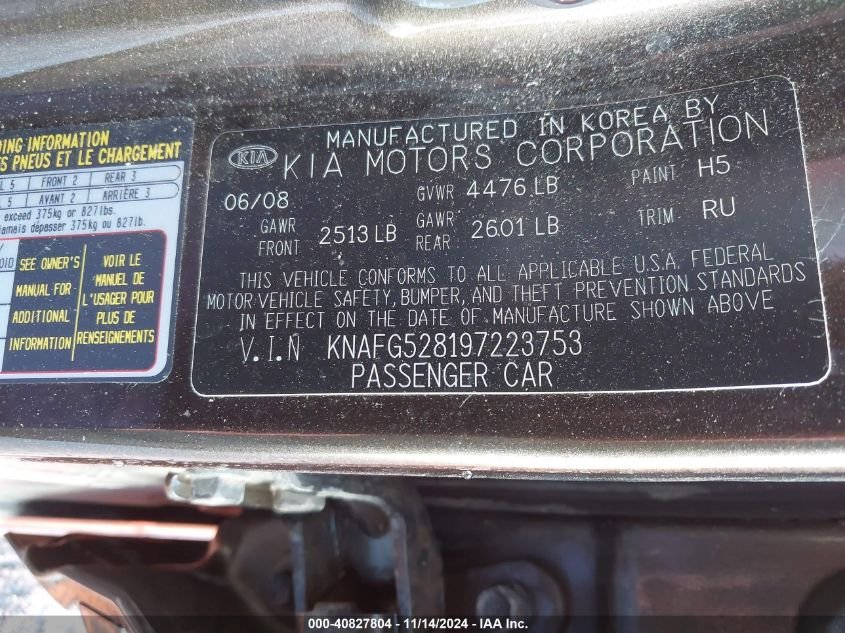 DING INFORMATION
ES PNEUS ET LE CHARGEMENT
L 5 FRONT 2 REAR 3
L 5 AVANT 2 ARRIÈRE 3
exceed 375kg or 827lbs.
jamais dépasser 375kg ou 827lb.
SEE OWNER'S
MANUAL FOR
ADDITIONAL
INFORMATION
VOIR LE
MANUEL DE
L'USAGER POUR
PLUS DE
RENSEIGNEMENTS
MANUFACTURED IN KOREA BY
KIA KIA MOTORS CORPORATION
06/08 GVWR 4476 LB PAINT H5
GAWR FRONT 2513 LB GAWR REAR 2601 LB TRIM RU
THIS VEHICLE CONFORMS TO ALL APPLICABLE U.S.A. FEDERAL
MOTOR VEHICLE SAFETY, BUMPER, AND THEFT PREVENTION STANDARDS
IN EFFECT ON THE DATE OF MANUFACTURE SHOWN ABOVE
V.I.N KNAFG528197223753
PASSENGER CAR
000-40827804 - 11/14/2024 - IAA Inc.